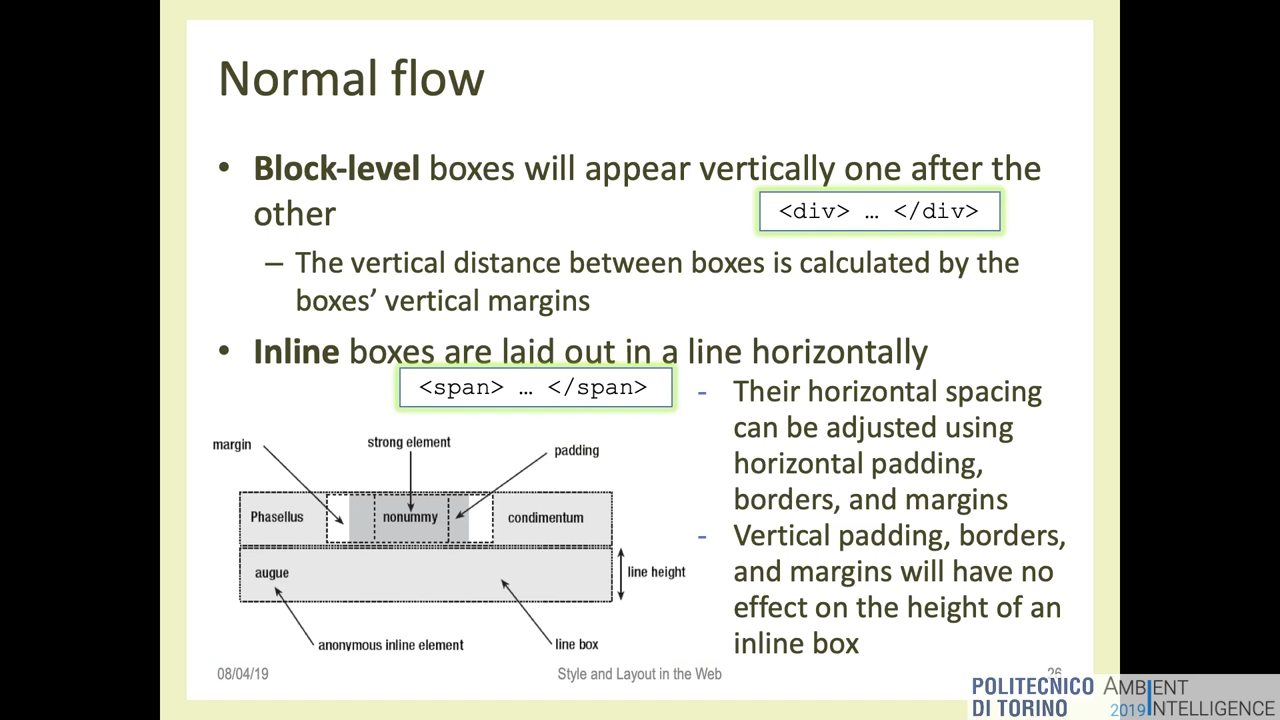 Normal flow
• Block-level boxes will appear vertically one after the
other
<div> … </div>
– The vertical distance between boxes is calculated by the
boxes’ vertical margins
• Inline boxes are laid out in a line horizontally
<span> … </span>
- Their horizontal spacing
can be adjusted using
horizontal padding,
borders, and margins
- Vertical padding, borders,
and margins will have no
effect on the height of an
inline box
margin
strong element
padding
Phasellus
nonummy
condimentum
augue
line height
anonymous inline element
line box
08/04/19
Style and Layout in the Web
26
POLITECNICO
DI TORINO
AMBIENT
2019 INTELLIGENCE